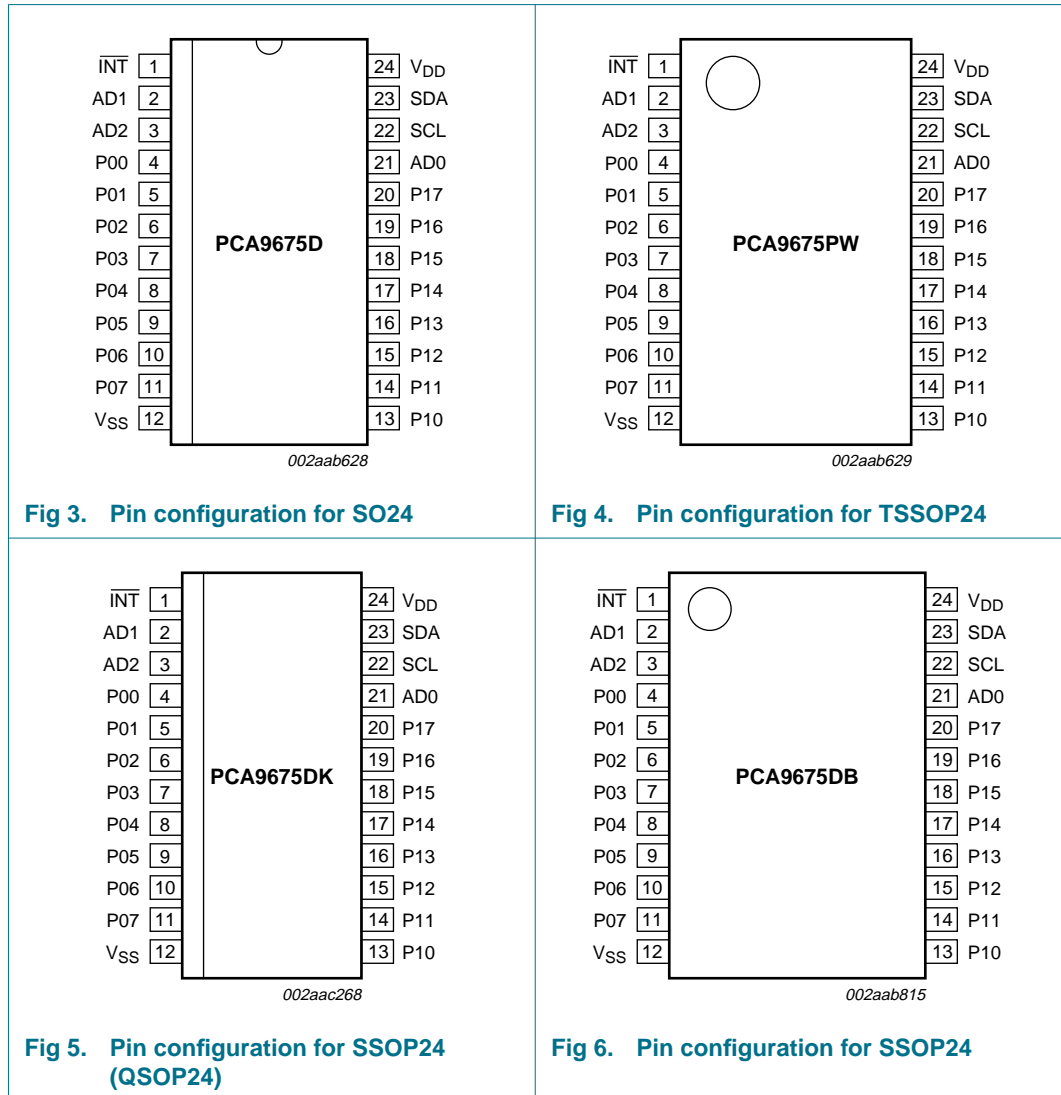 INT 1 24 VDD
AD1 2 23 SDA
AD2 3 22 SCL
P00 4 21 AD0
P01 5 20 P17
P02 6 19 P16
PCA9675D
P03 7 18 P15
P04 8 17 P14
P05 9 16 P13
P06 10 15 P12
P07 11 14 P11
VSS 12 13 P10
002aab628
Fig 3. Pin configuration for SO24
INT 1 24 VDD
AD1 2 23 SDA
AD2 3 22 SCL
P00 4 21 AD0
P01 5 20 P17
P02 6 19 P16
PCA9675PW
P03 7 18 P15
P04 8 17 P14
P05 9 16 P13
P06 10 15 P12
P07 11 14 P11
VSS 12 13 P10
002aab629
Fig 4. Pin configuration for TSSOP24
INT 1 24 VDD
AD1 2 23 SDA
AD2 3 22 SCL
P00 4 21 AD0
P01 5 20 P17
P02 6 19 P16
PCA9675DK
P03 7 18 P15
P04 8 17 P14
P05 9 16 P13
P06 10 15 P12
P07 11 14 P11
VSS 12 13 P10
002aac268
Fig 5. Pin configuration for SSOP24
(QSOP24)
INT 1 24 VDD
AD1 2 23 SDA
AD2 3 22 SCL
P00 4 21 AD0
P01 5 20 P17
P02 6 19 P16
PCA9675DB
P03 7 18 P15
P04 8 17 P14
P05 9 16 P13
P06 10 15 P12
P07 11 14 P11
VSS 12 13 P10
002aab815
Fig 6. Pin configuration for SSOP24